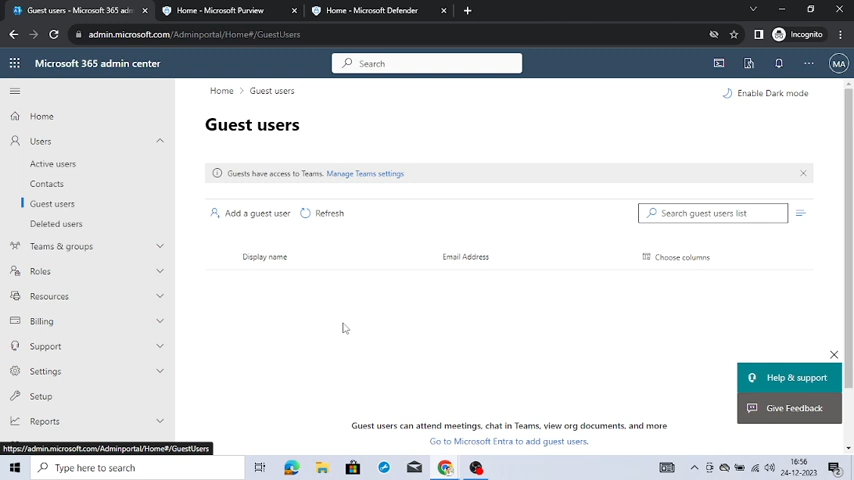 Guest users - Microsoft 365 adm
Home - Microsoft Purview
Home - Microsoft Defender
admin.microsoft.com/Adminportal/Home#/GuestUsers
Incognito
Microsoft 365 admin center
Search
MA
Home
Users
Active users
Contacts
Guest users
Deleted users
Teams & groups
Roles
Resources
Billing
Support
Settings
Setup
Reports
https://admin.microsoft.com/Adminportal/Home#/GuestUsers
Home > Guest users
Enable Dark mode
Guest users
Guests have access to Teams. Manage Teams settings
Add a guest user
Refresh
Search guest users list
Display name
Email Address
Choose columns
Help & support
Give Feedback
Guest users can attend meetings, chat in Teams, view org documents, and more
Go to Microsoft Entra to add guest users.
Type here to search
16:56
24-12-2023
2